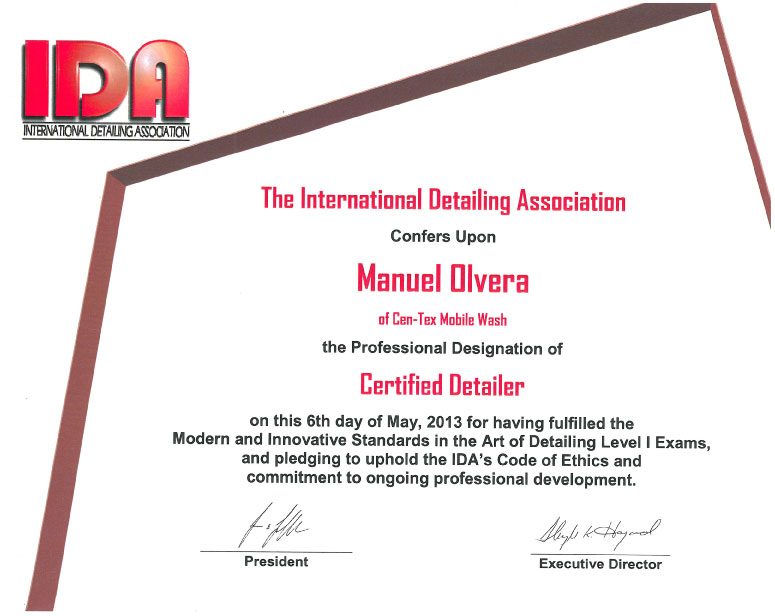 IDA
INTERNATIONAL DETAILING ASSOCIATION
The International Detailing Association
Confers Upon
Manuel Olvera
of Cen-Tex Mobile Wash
the Professional Designation of
Certified Detailer
on this 6th day of May, 2013 for having fulfilled the
Modern and Innovative Standards in the Art of Detailing Level I Exams,
and pledging to uphold the IDA's Code of Ethics and
commitment to ongoing professional development.
President
Executive Director